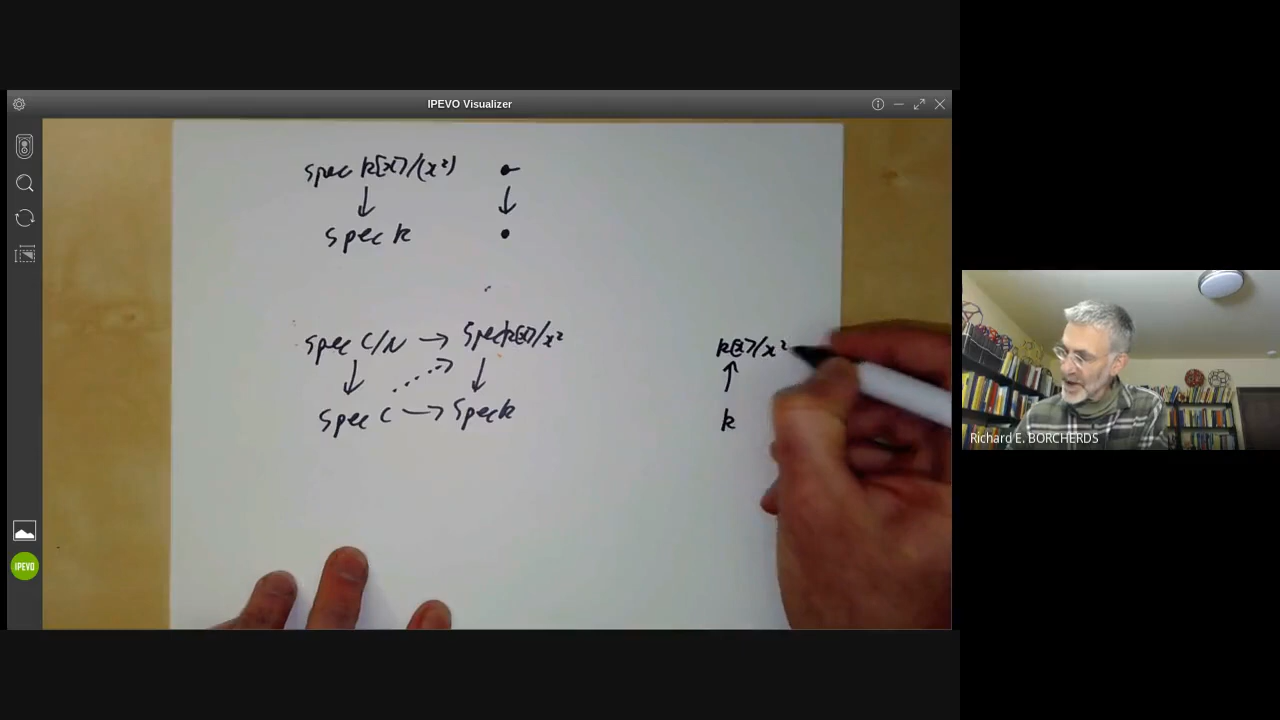 IPEVO Visualizer
spec k[x]/(x²)
↓ ↓
spec k
spec C/N → spec k[x]/x²
↓ ↓
spec C → spec k
k[x]/x²
↑
k
Richard E. BORCHERDS
IPEVO